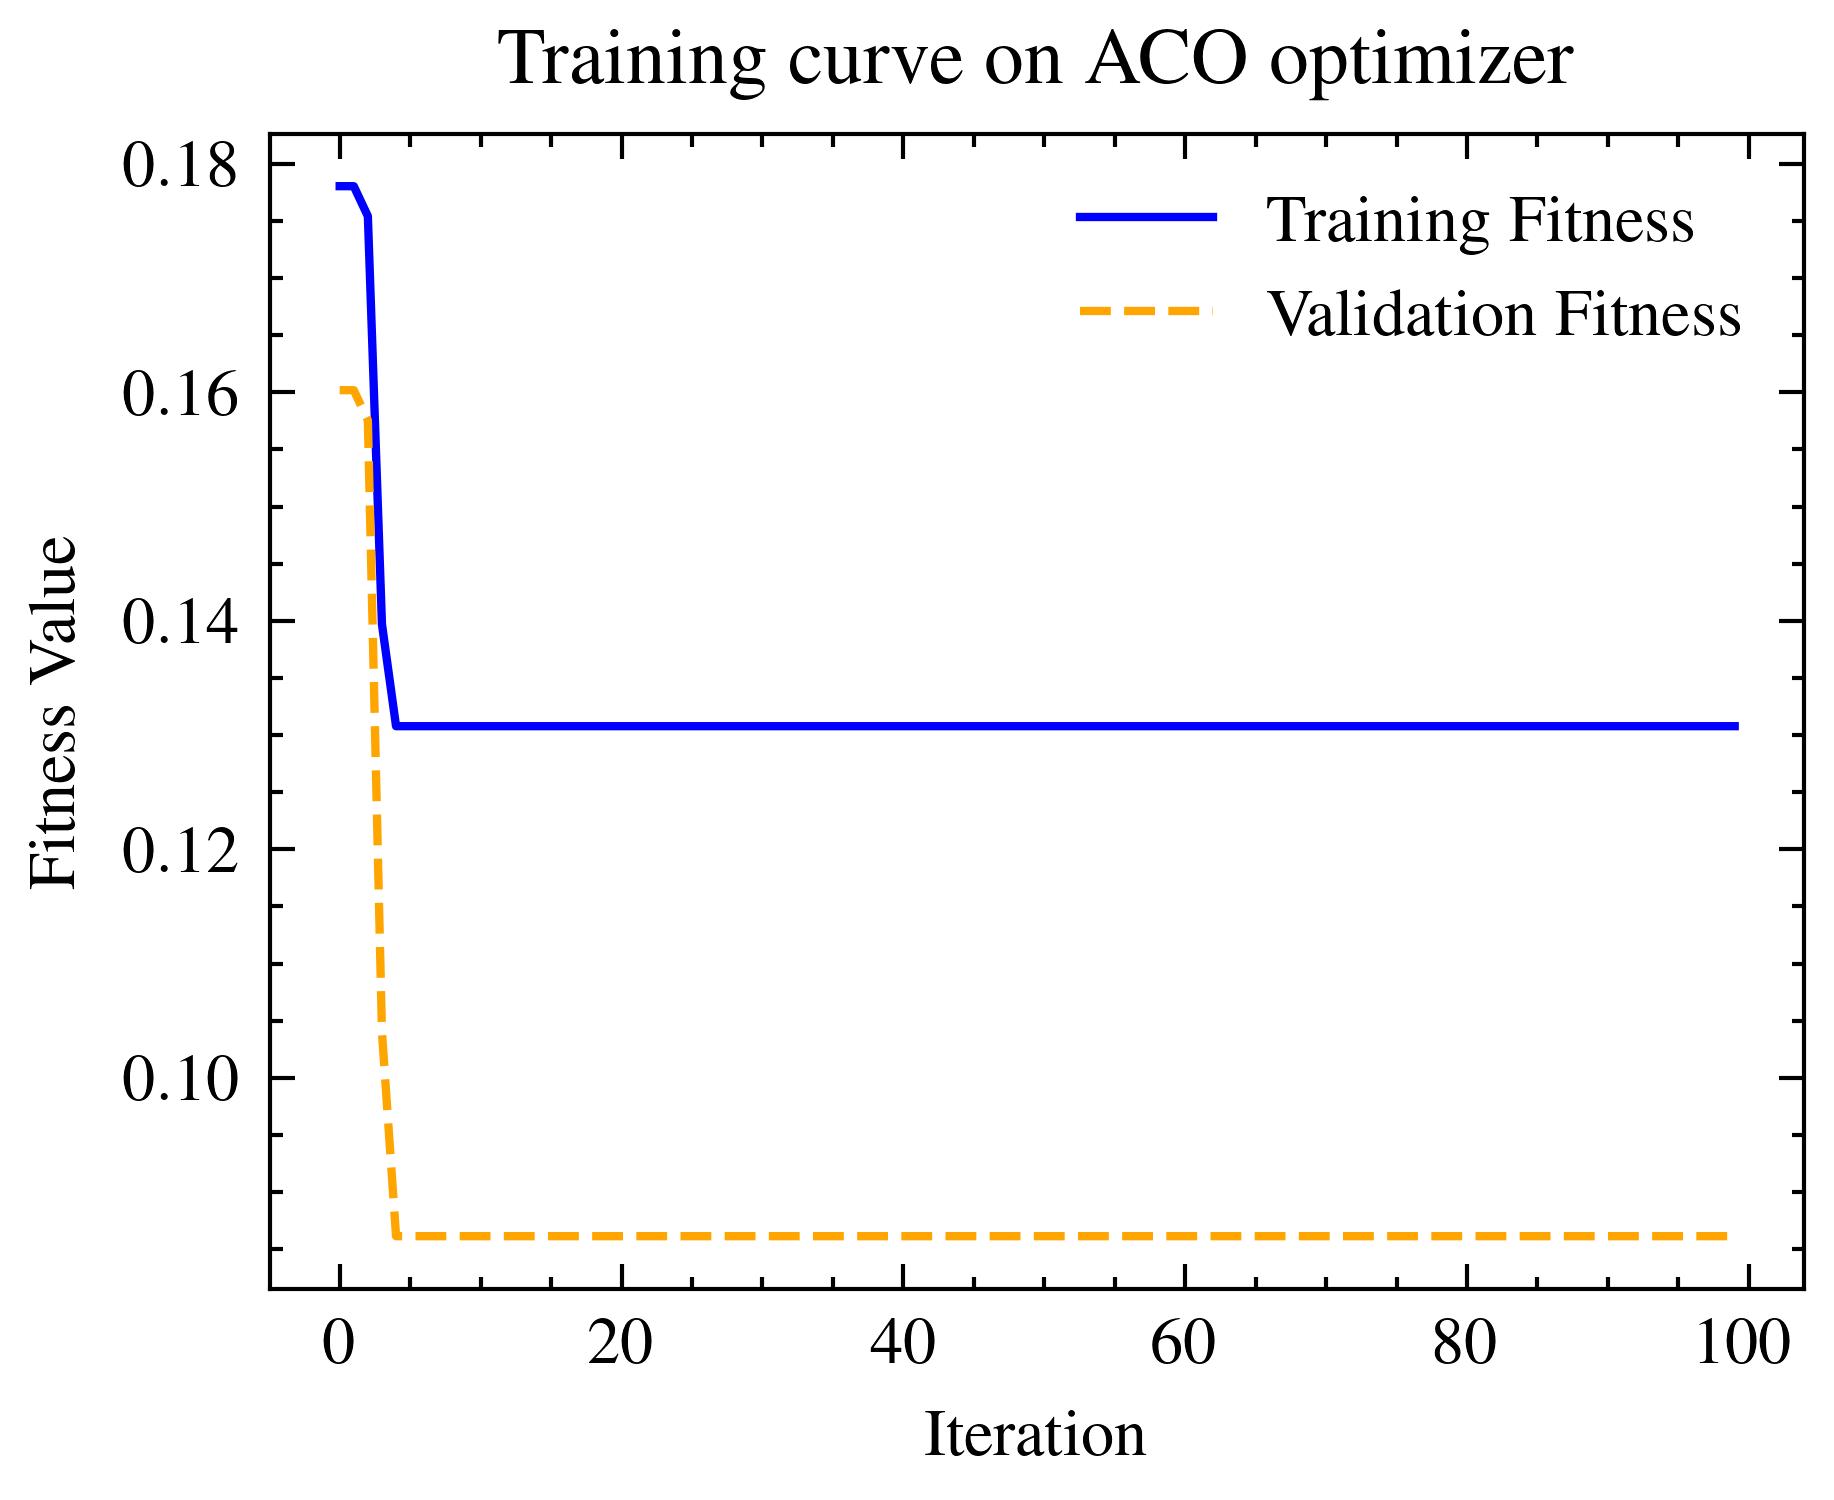 Training curve on ACO optimizer
Training Fitness
Validation Fitness
Fitness Value
0.18
0.16
0.14
0.12
0.10
0 20 40 60 80 100
Iteration